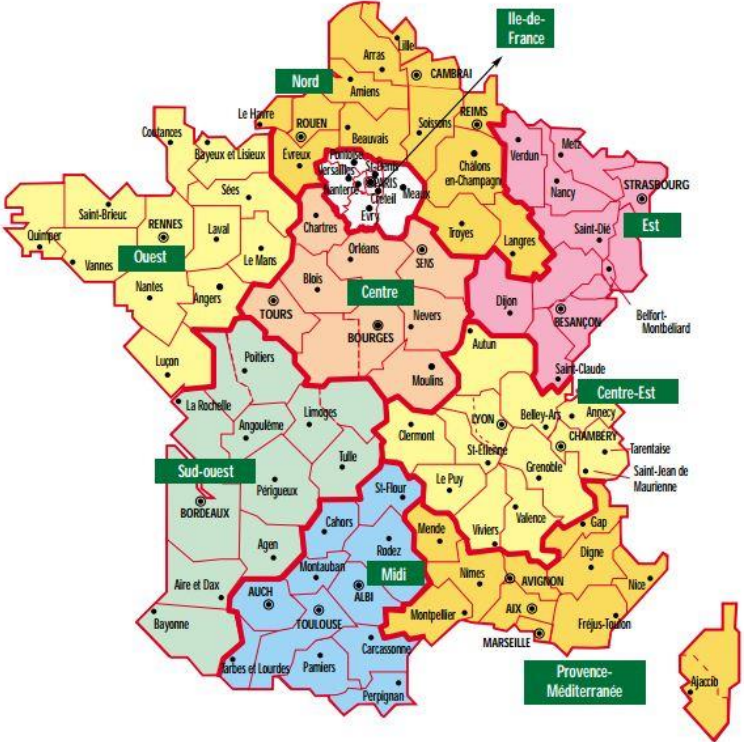 Ile-de-
France
Lille
Arras
CAMBRAI
Nord
Amiens
Le Havre
ROUEN
Soissons
REIMS
Beauvais
Évreux
Coutances
Bayeux et Lisieux
Pontoise
St-Denis
Versailles
PARIS
Nanterre
Créteil
Meaux
Evry
Châlons
en-Champagne
Verdun
Metz
Nancy
STRASBOURG
Sées
Saint-Brieuc
RENNES
Quimper
Vannes
Ouest
Laval
Le Mans
Nantes
Angers
Luçon
Chartres
Orléans
SENS
Troyes
Langres
Saint-Dié
Est
Blois
Centre
TOURS
BOURGES
Nevers
Moulins
Dijon
BESANÇON
Belfort-
Montbéliard
Autun
Saint-Claude
Poitiers
La Rochelle
Angoulême
Limoges
Tulle
Centre-Est
Belley-Ars
Annecy
LYON
CHAMBÉRY
Clermont
St-Etienne
Tarentaise
Grenoble
Saint-Jean de
Maurienne
Le Puy
Valence
Viviers
Sud-ouest
Périgueux
BORDEAUX
Agen
Aire et Dax
Bayonne
St-Flour
Cahors
Rodez
Montauban
Midi
AUCH
ALBI
TOULOUSE
Carcassonne
Tarbes et Lourdes
Pamiers
Perpignan
Mende
Gap
Digne
Nimes
AVIGNON
Nice
Montpellier
AIX
Fréjus-Toulon
MARSEILLE
Provence-
Méditerranée
Ajaccio